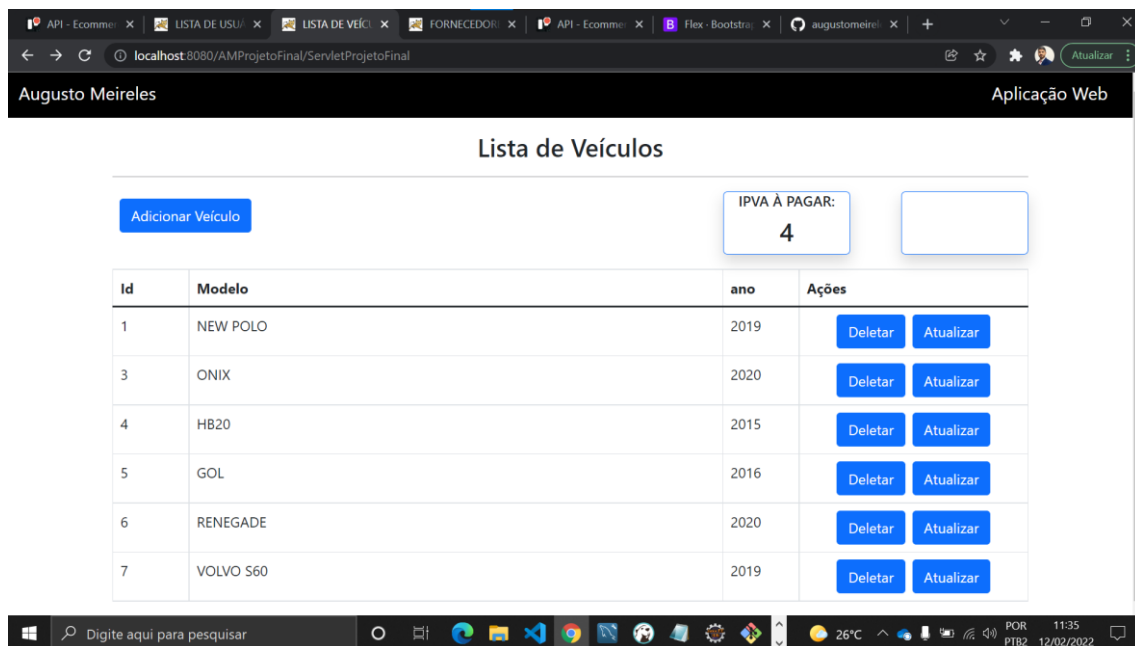 API - Ecommer
LISTA DE USUÁ
LISTA DE VEÍCU
FORNECEDOR
API - Ecommer
Flex · Bootstrap
augustomeirel
localhost:8080/AMProjetoFinal/ServletProjetoFinal
Atualizar
Augusto Meireles
Aplicação Web
Lista de Veículos
Adicionar Veículo
IPVA À PAGAR:
4
Id Modelo ano Ações
1 NEW POLO 2019 Deletar Atualizar
3 ONIX 2020 Deletar Atualizar
4 HB20 2015 Deletar Atualizar
5 GOL 2016 Deletar Atualizar
6 RENEGADE 2020 Deletar Atualizar
7 VOLVO S60 2019 Deletar Atualizar
Digite aqui para pesquisar
26°C
POR
PTB2
11:35
12/02/2022